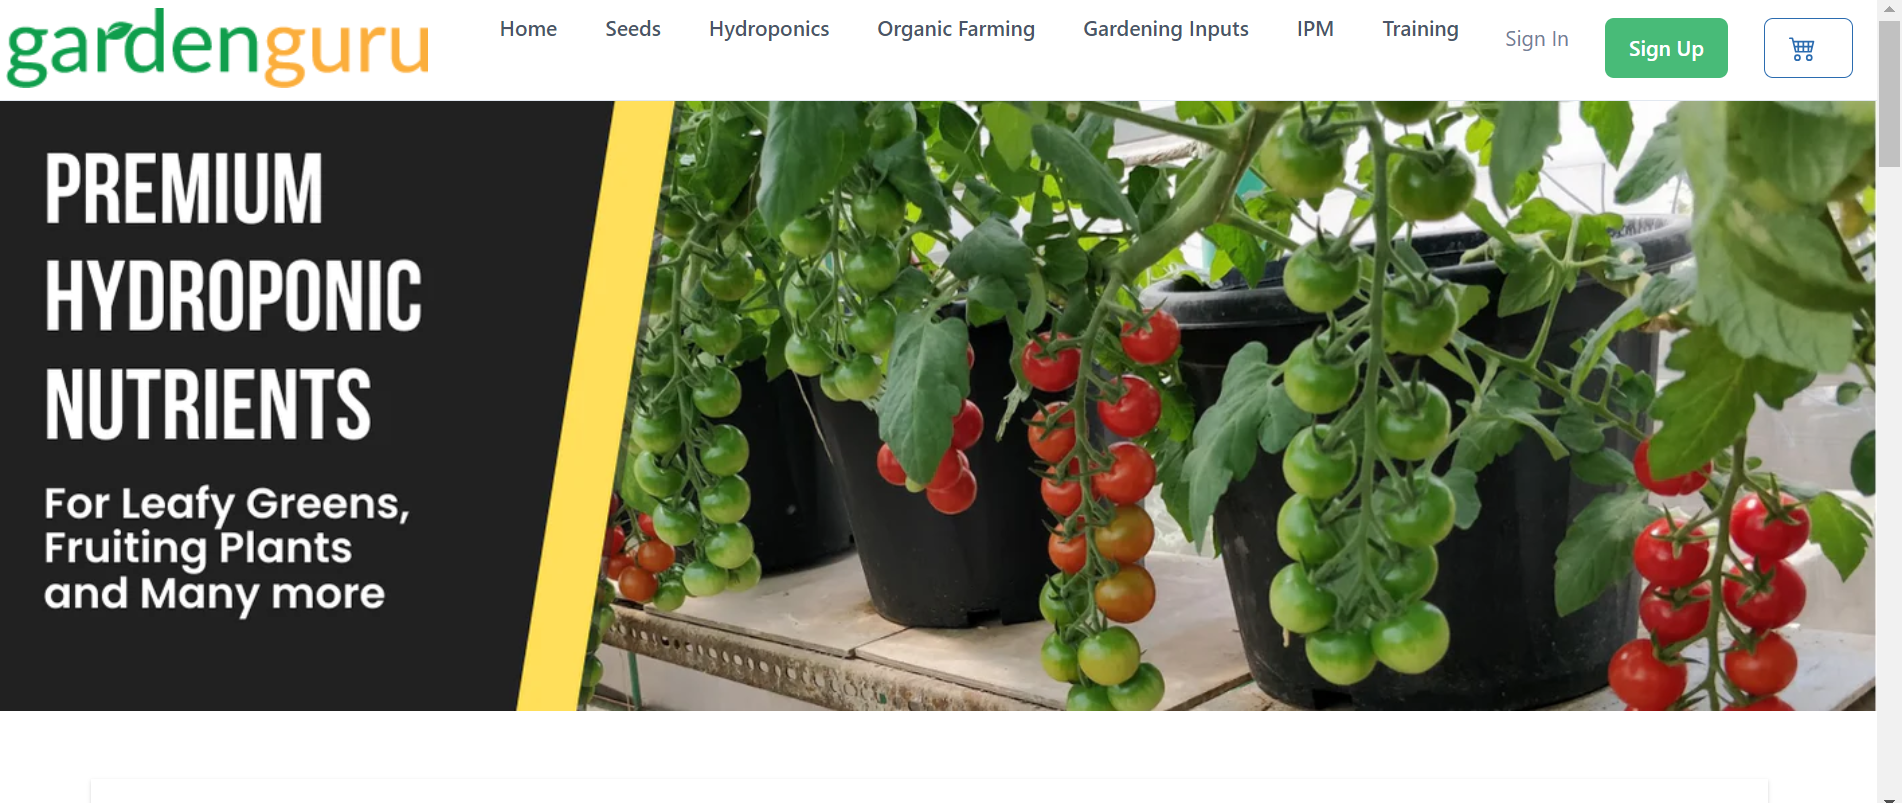 gardenguru
Home Seeds Hydroponics Organic Farming Gardening Inputs IPM Training Sign In Sign Up
PREMIUM
HYDROPONIC
NUTRIENTS
For Leafy Greens,
Fruiting Plants
and Many more